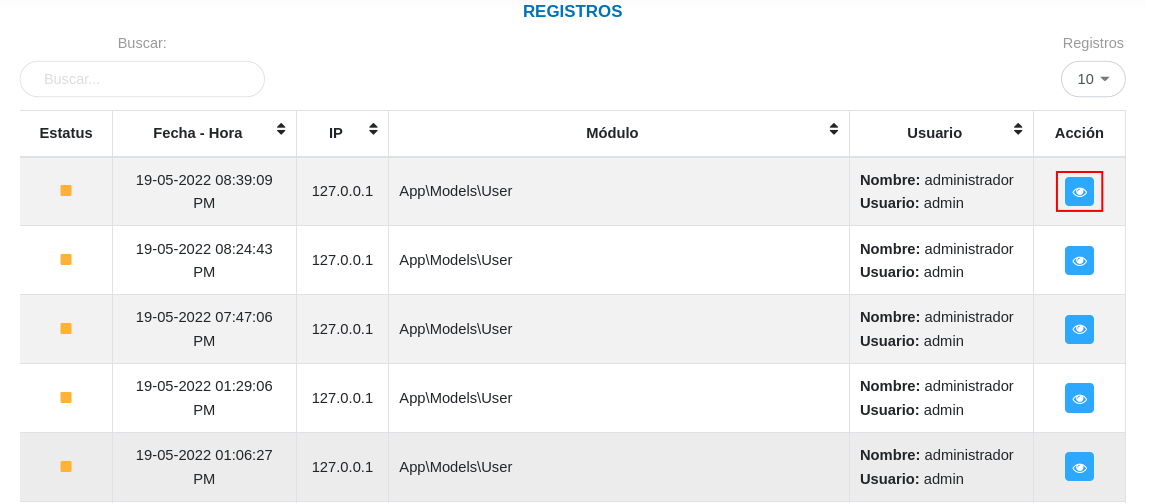 REGISTROS
Buscar:
Registros
Buscar...
10
Estatus Fecha - Hora IP Módulo Usuario Acción
19-05-2022 08:39:09
PM
127.0.0.1
App\Models\User
Nombre: administrador
Usuario: admin
19-05-2022 08:24:43
PM
127.0.0.1
App\Models\User
Nombre: administrador
Usuario: admin
19-05-2022 07:47:06
PM
127.0.0.1
App\Models\User
Nombre: administrador
Usuario: admin
19-05-2022 01:29:06
PM
127.0.0.1
App\Models\User
Nombre: administrador
Usuario: admin
19-05-2022 01:06:27
PM
127.0.0.1
App\Models\User
Nombre: administrador
Usuario: admin